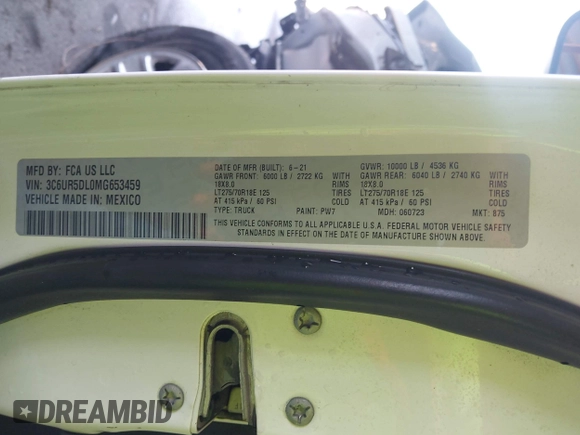 MFD BY: FCA US LLC
VIN: 3C6UR5DL0MG653459
VEHICLE MADE IN: MEXICO
DATE OF MFR (BUILT): 6-21
GVWR: 10000 LB / 4536 KG
GAWR FRONT: 6000 LB / 2722 KG
18X8.0 RIMS
LT275/70R18E 125 TIRES
AT 415 kPa / 60 PSI COLD
GAWR REAR: 6040 LB / 2740 KG
18X8.0 RIMS
LT275/70R18E 125 TIRES
AT 415 kPa / 60 PSI COLD
TYPE: TRUCK PAINT: PW7 MDH: 060723 MKT: B75
THIS VEHICLE CONFORMS TO ALL APPLICABLE U.S.A. FEDERAL MOTOR VEHICLE SAFETY
STANDARDS IN EFFECT ON THE DATE OF MANUFACTURE SHOWN ABOVE.
DREAMBID